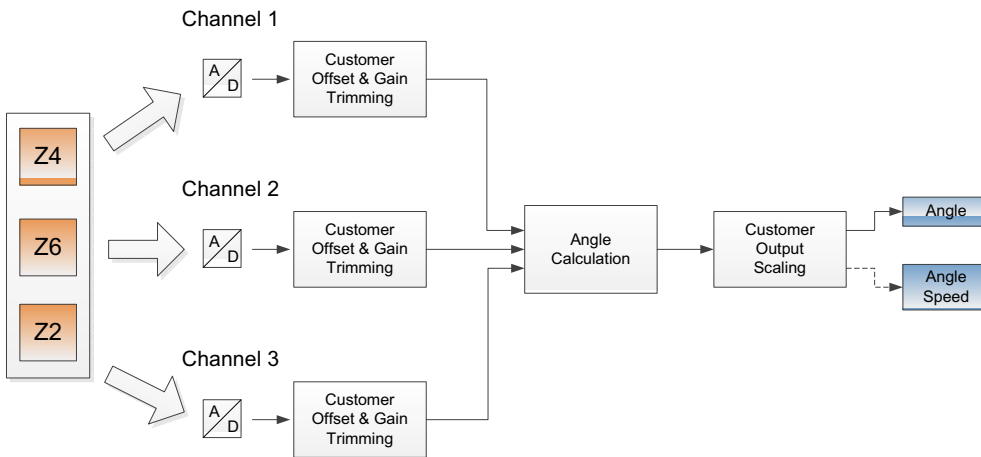 Channel 1
A
D
Customer
Offset & Gain
Trimming
Z4
Channel 2
Z6
A
D
Customer
Offset & Gain
Trimming
Angle
Calculation
Customer
Output
Scaling
Angle
Angle
Speed
Z2
Channel 3
A
D
Customer
Offset & Gain
Trimming